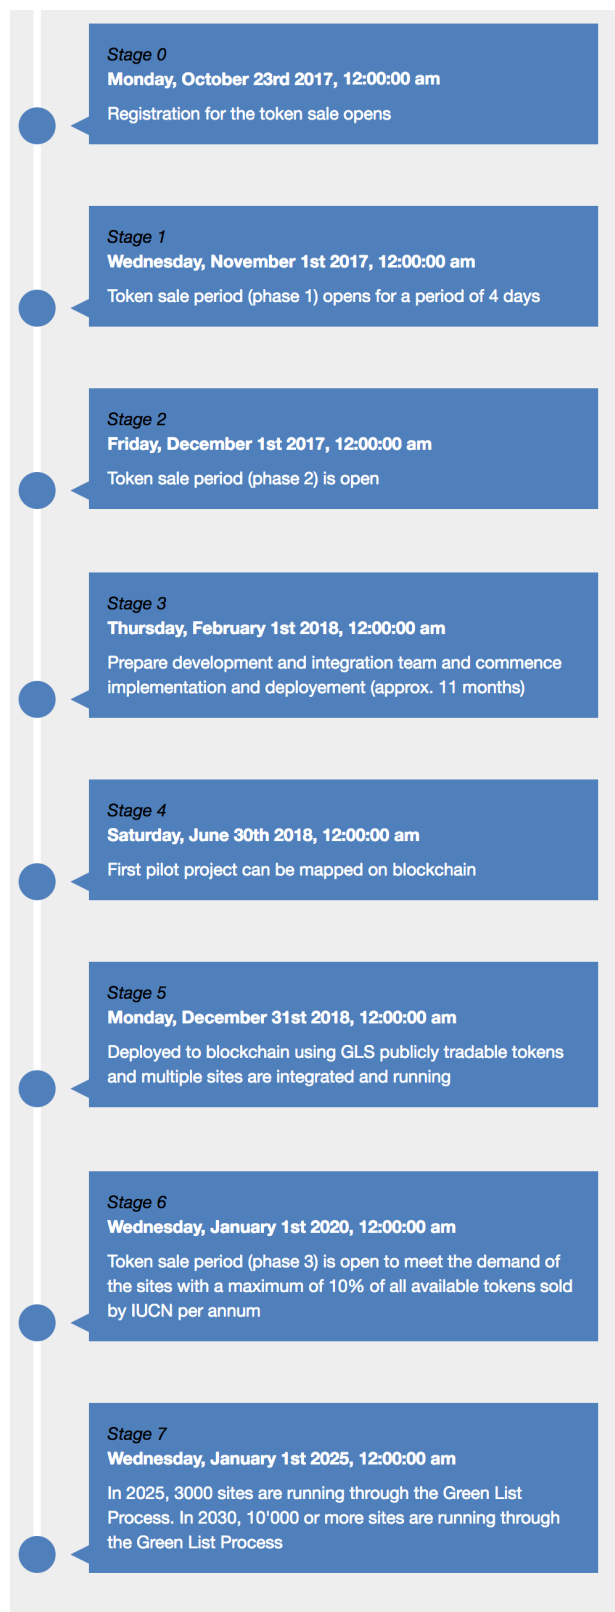 Stage 0
Monday, October 23rd 2017, 12:00:00 am
Registration for the token sale opens
Stage 1
Wednesday, November 1st 2017, 12:00:00 am
Token sale period (phase 1) opens for a period of 4 days
Stage 2
Friday, December 1st 2017, 12:00:00 am
Token sale period (phase 2) is open
Stage 3
Thursday, February 1st 2018, 12:00:00 am
Prepare development and integration team and commence
implementation and deployement (approx. 11 months)
Stage 4
Saturday, June 30th 2018, 12:00:00 am
First pilot project can be mapped on blockchain
Stage 5
Monday, December 31st 2018, 12:00:00 am
Deployed to blockchain using GLS publicly tradable tokens
and multiple sites are integrated and running
Stage 6
Wednesday, January 1st 2020, 12:00:00 am
Token sale period (phase 3) is open to meet the demand of
the sites with a maximum of 10% of all available tokens sold
by IUCN per annum
Stage 7
Wednesday, January 1st 2025, 12:00:00 am
In 2025, 3000 sites are running through the Green List
Process. In 2030, 10'000 or more sites are running through
the Green List Process